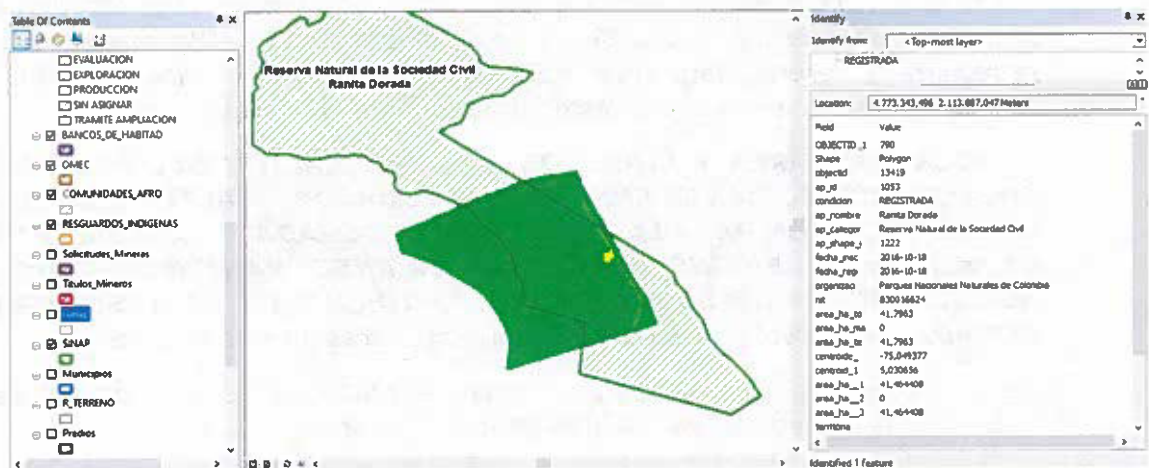 Table Of Contents
EVALUACION
EXPLORACION
PRODUCCION
SIN ASIGNAR
TRAMITE AMPLIACION
BANCOS_DE_HABITAD
OMEC
COMUNIDADES_AFRO
RESGUARDOS_INDIGENAS
Solicitudes_Mineras
Titulos_Mineros
SINAP
Municipios
R_TERRENO
Predios
Reserva Natural de la Sociedad Civil
Ranita Dorada
Identify
Identify from: <Top-most layer>
REGISTRADA
Location: 4.773.343,496 2.113.887,047 Meters
Field Value
OBJECTID_1 790
Shape Polygon
objectid 13419
ap_id 1053
condicion REGISTRADA
ap_nombre Ranita Dorada
ap_categor Reserva Natural de la Sociedad Civil
1222
2016-10-18
2016-10-18
organizac Parques Nacionales Naturales de Colombia
nit 830016624
area_ha_to 41,7963
area_ha_ma 0
area_ha_te 41,7963
centroide_ -75,049377
centroid_1 5,030656
area_ha__1 41,464408
area_ha__2 0
area_ha__3 41,464408
territoria
Identified 1 feature